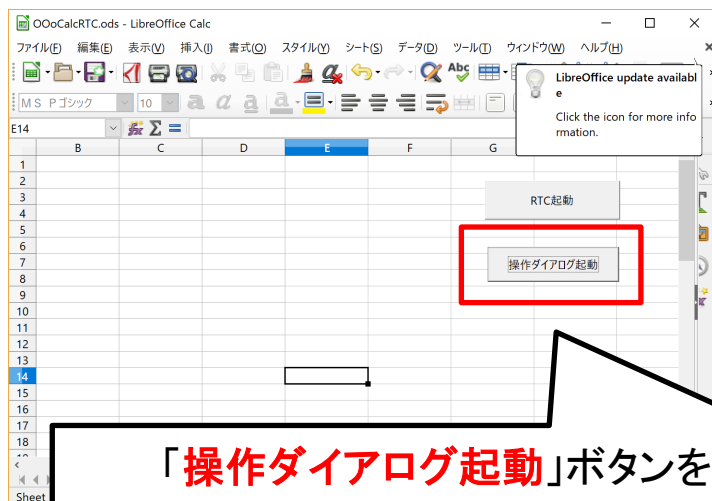 OOoCalcRTC.ods - LibreOffice Calc
ファイル(F) 編集(E) 表示(V) 挿入(I) 書式(O) スタイル(Y) シート(S) データ(D) ツール(T) ウィンドウ(W) ヘルプ(H)
Abc
LibreOffice update availabl
e
Click the icon for more info
rmation.
MS Pゴシック 10 a a a a
E14
B C D E F G
1
2
3
RTC起動
4
5
6
7
操作ダイアログ起動
8
9
10
11
12
13
14
15
16
17
18
「操作ダイアログ起動」ボタンを
Sheet